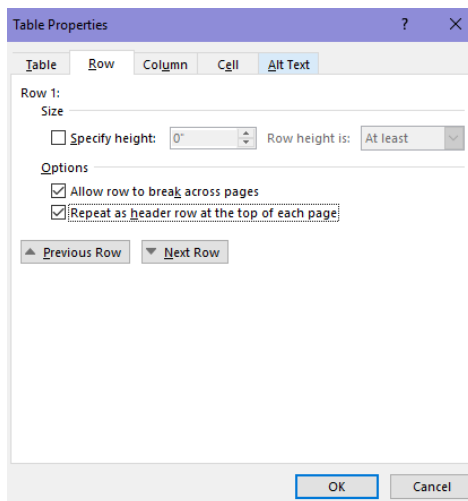 Table Properties ? ×
Table Row Column Cell Alt Text
Row 1:
Size
Specify height: 0" Row height is: At least
Options
Allow row to break across pages
Repeat as header row at the top of each page
Previous Row Next Row
OK Cancel